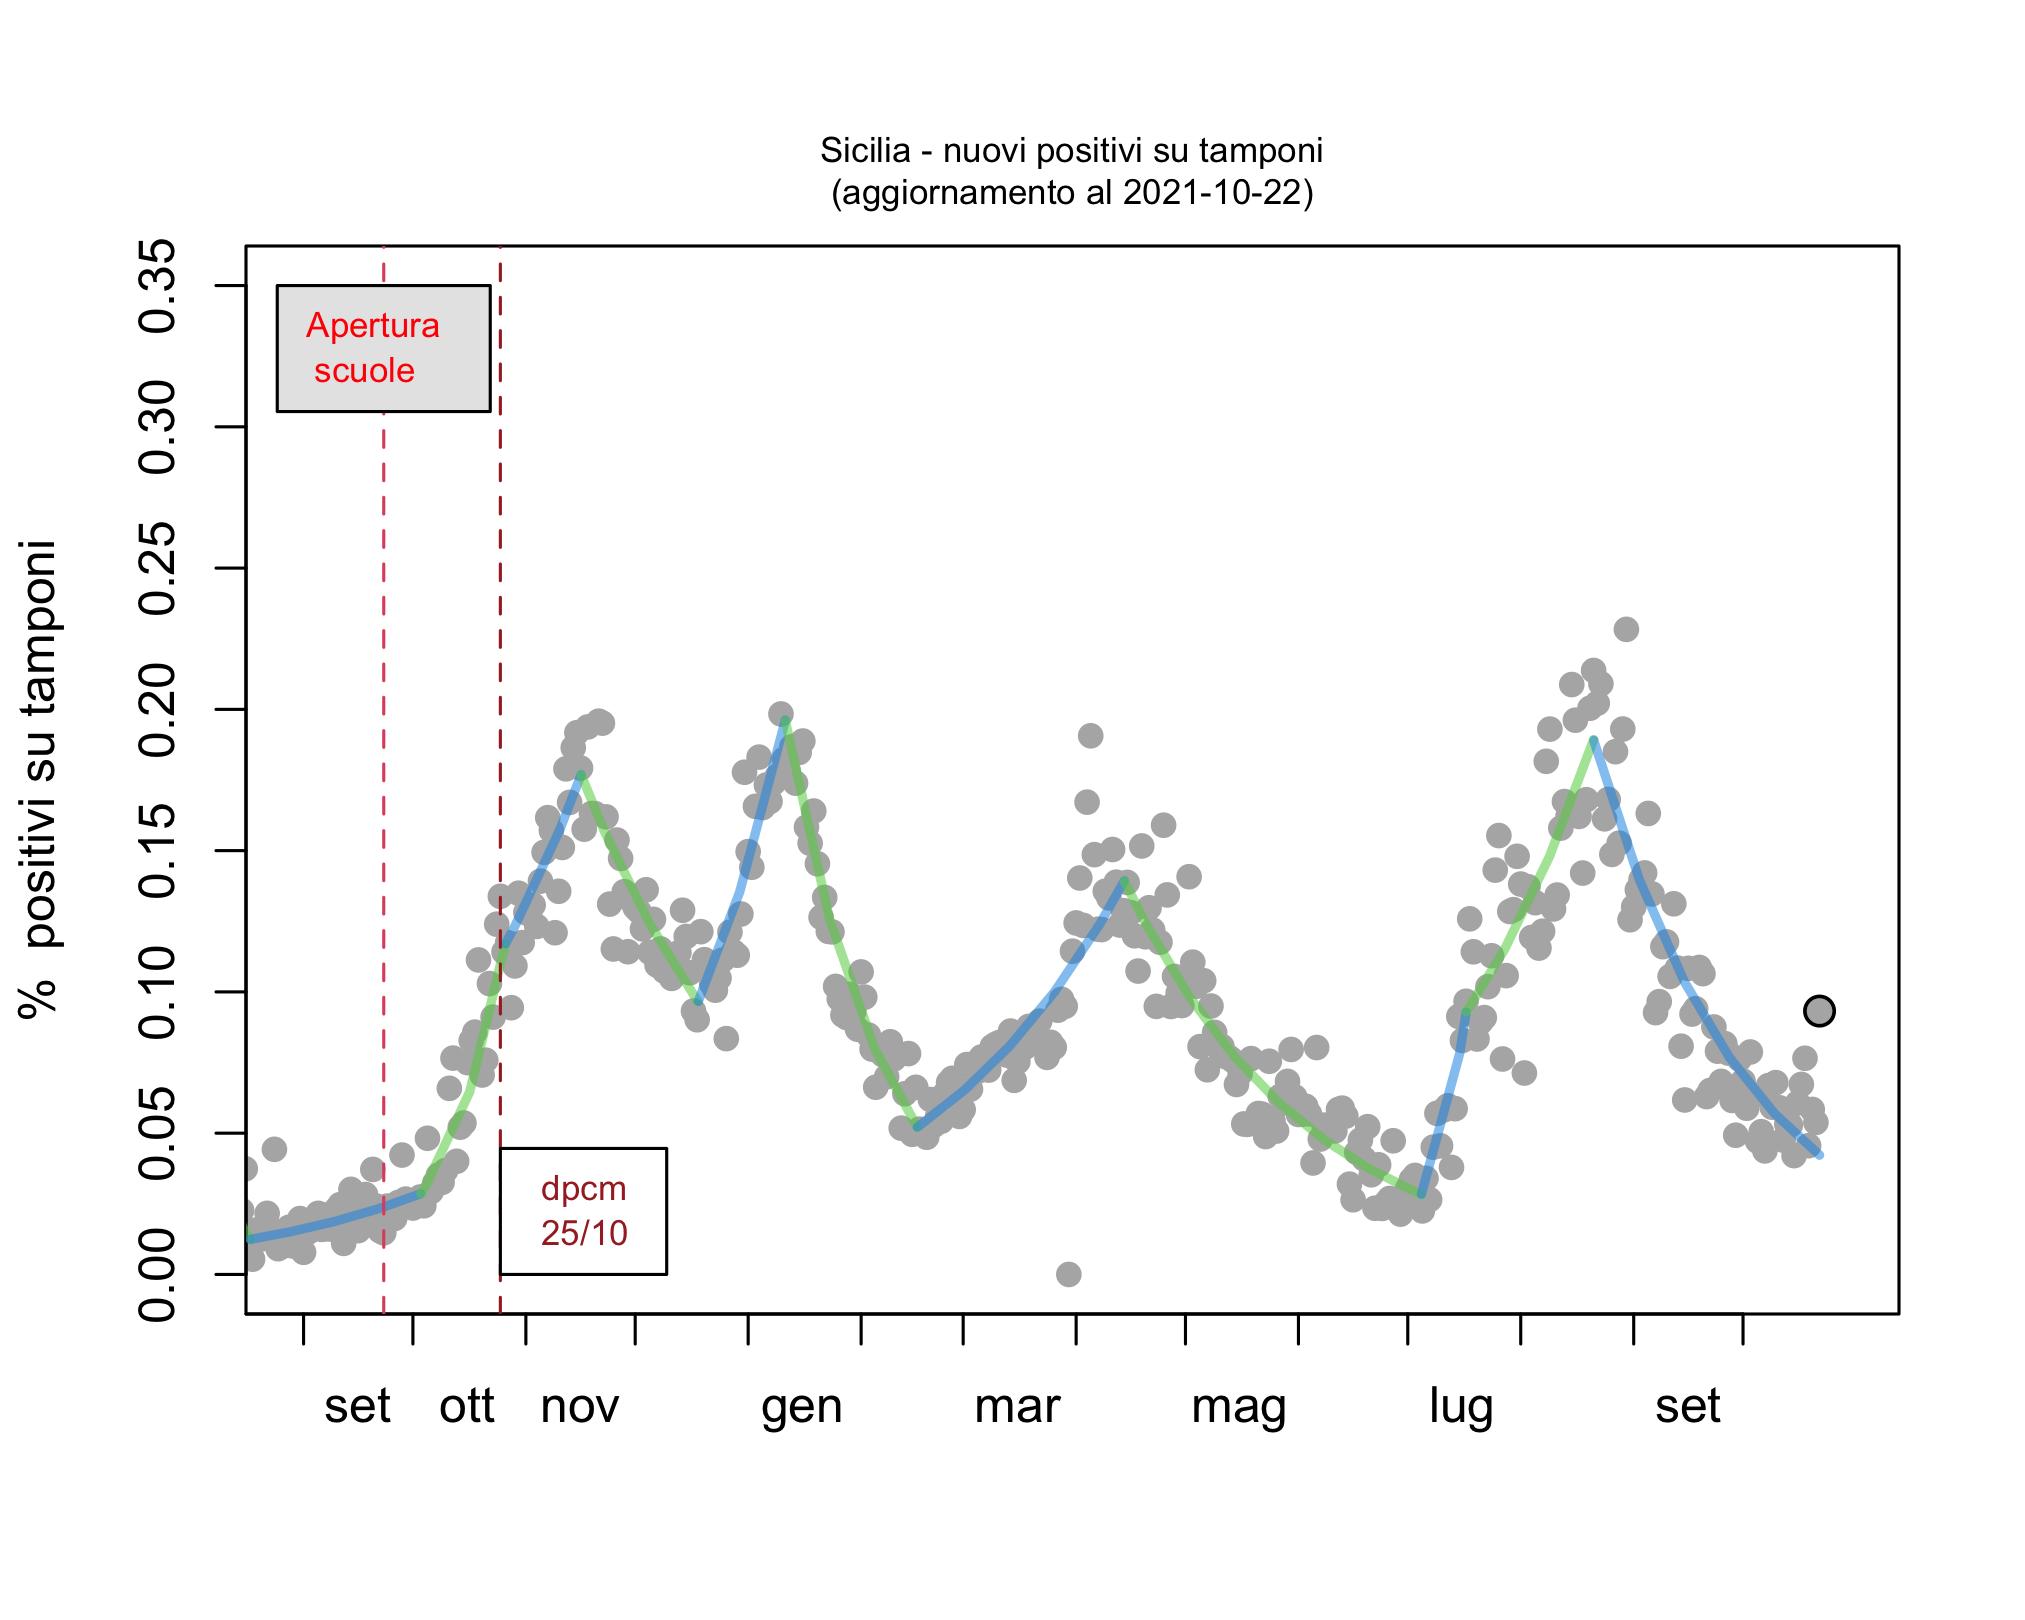 Sicilia - nuovi positivi su tamponi
(aggiornamento al 2021-10-22)
% positivi su tamponi
0.35
0.30
0.25
0.20
0.15
0.10
0.05
0.00
Apertura
scuole
dpcm
25/10
set ott nov gen mar mag lug set